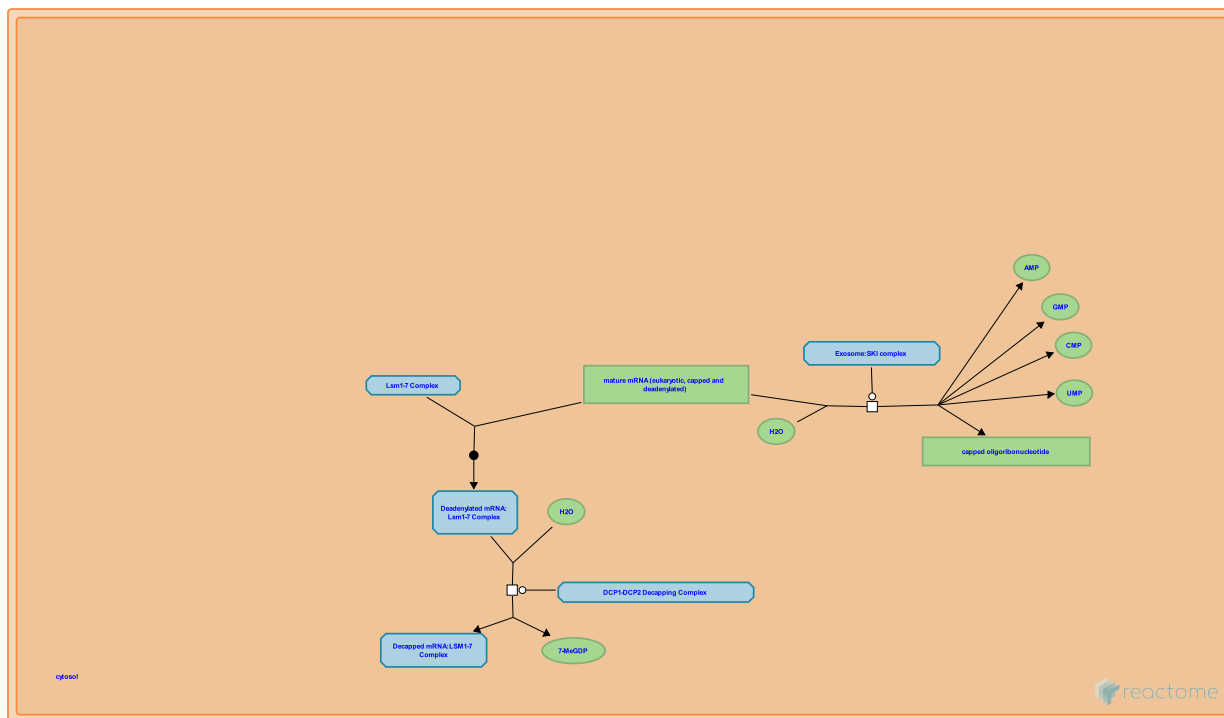 AMP
GMP
CMP
Exosome:SKI complex
mature mRNA (eukaryotic, capped and
deadenylated)
Lsm1-7 Complex
UMP
H2O
capped oligoribonucleotide
Deadenylated mRNA:
Lsm1-7 Complex
H2O
DCP1-DCP2 Decapping Complex
Decapped mRNA:LSM1-7
Complex
7-MeGDP
cytosol
reactome